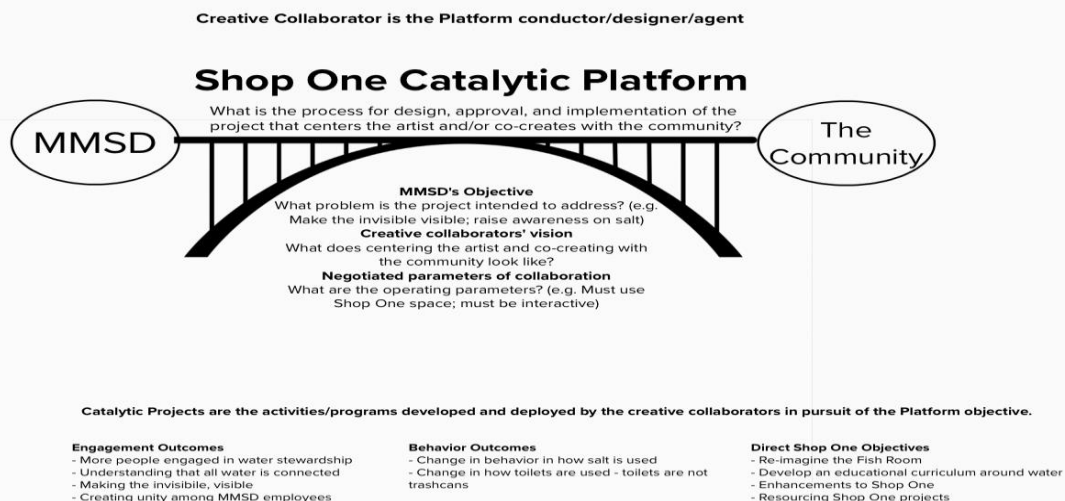 Creative Collaborator is the Platform conductor/designer/agent
Shop One Catalytic Platform
What is the process for design, approval, and implementation of the
project that centers the artist and/or co-creates with the community?
MMSD
The
Community
MMSD's Objective
What problem is the project intended to address? (e.g.
Make the invisible visible; raise awareness on salt)
Creative collaborators' vision
What does centering the artist and co-creating with
the community look like?
Negotiated parameters of collaboration
What are the operating parameters? (e.g. Must use
Shop One space; must be interactive)
Catalytic Projects are the activities/programs developed and deployed by the creative collaborators in pursuit of the Platform objective.
Engagement Outcomes
- More people engaged in water stewardship
- Understanding that all water is connected
- Making the invisibile, visible
- Creating unity among MMSD employees
Behavior Outcomes
- Change in behavior in how salt is used
- Change in how toilets are used - toilets are not
trashcans
Direct Shop One Objectives
- Re-imagine the Fish Room
- Develop an educational curriculum around water
- Enhancements to Shop One
- Resourcing Shop One projects